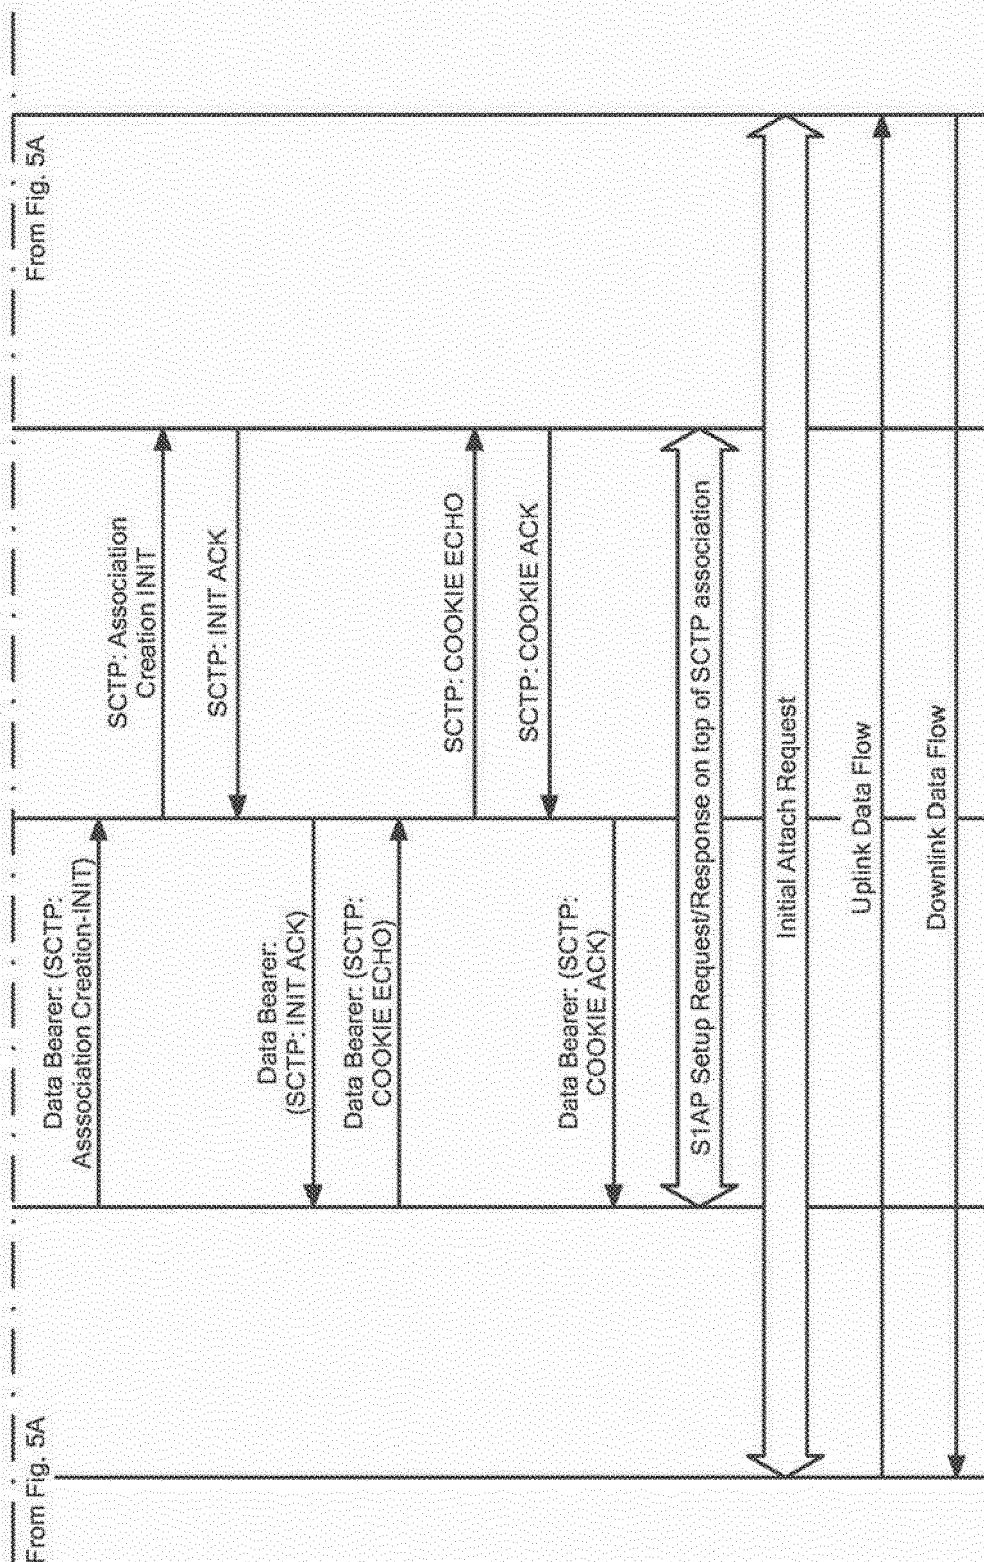 From Fig. 5A
From Fig. 5A
Data Bearer: (SCTP:
Asssociation Creation-INIT)
SCTP: Association
Creation INIT
SCTP: INIT ACK
Data Bearer:
(SCTP: INIT ACK)
Data Bearer: (SCTP:
COOKIE ECHO)
SCTP: COOKIE ECHO
SCTP: COOKIE ACK
Data Bearer: (SCTP:
COOKIE ACK)
S1AP Setup Request/Response on top of SCTP association
Initial Attach Request
Uplink Data Flow
Downlink Data Flow